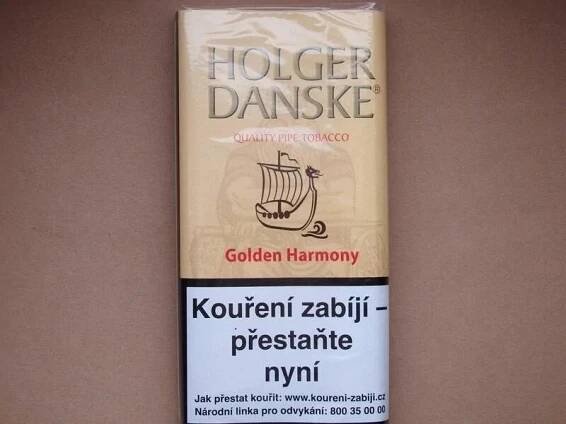 HOLGER
DANSKE®
QUALITY PIPE TOBACCO
Golden Harmony
Kouření zabíjí –
přestaňte
nyní
Jak přestat kouřit: www.koureni-zabiji.cz
Národní linka pro odvykání: 800 35 00 00